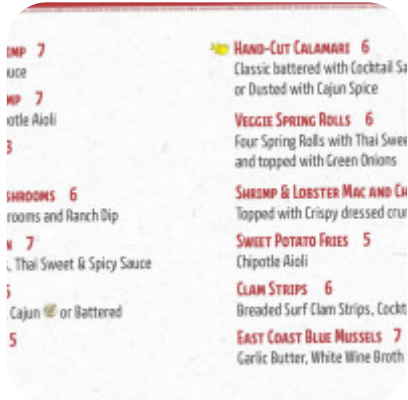 7
uce
7
otle Aioli
3
SHROOMS 6
rooms and Ranch Dip
7
, Thai Sweet & Spicy Sauce
Cajun or Battered
5
HAND-CUT CALAMARI 6
Classic battered with Cocktail Sa
or Dusted with Cajun Spice
VEGGIE SPRING ROLLS 6
Four Spring Rolls with Thai Swee
and topped with Green Onions
SHRIMP & LOBSTER MAC AND CH
Topped with Crispy dressed crum
SWEET POTATO FRIES 5
Chipotle Aioli
CLAM STRIPS 6
Breaded Surf Clam Strips, Cockt
EAST COAST BLUE MUSSELS 7
Garlic Butter, White Wine Broth